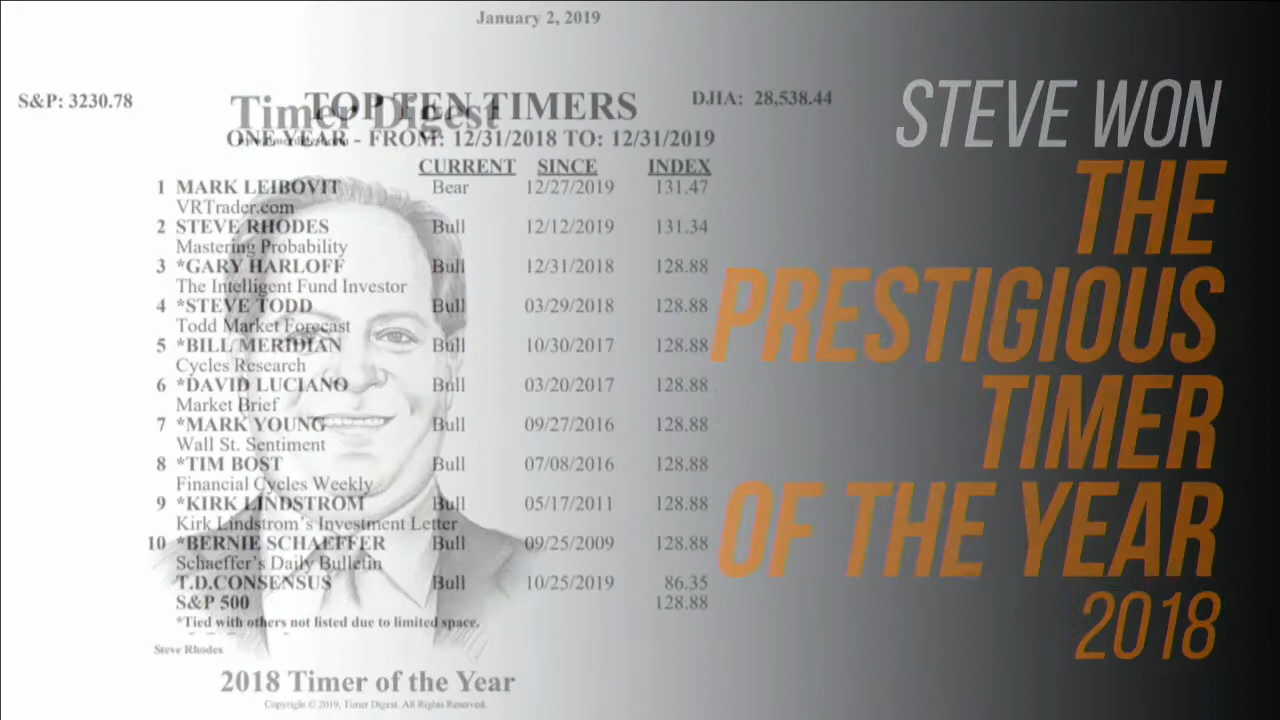 January 2, 2019
S&P: 3230.78
Timer Digest
TOP TEN TIMERS
DJIA: 28,538.44
ONE YEAR - FROM: 12/31/2018 TO: 12/31/2019
CURRENT SINCE INDEX
1 MARK LEIBOVIT Bear 12/27/2019 131.47
VRTrader.com
2 STEVE RHODES Bull 12/12/2019 131.34
Mastering Probability
3 *GARY HARLOFF Bull 12/31/2018 128.88
The Intelligent Fund Investor
4 *STEVE TODD Bull 03/29/2018 128.88
Todd Market Forecast
5 *BILL MERIDIAN Bull 10/30/2017 128.88
Cycles Research
6 *DAVID LUCIANO Bull 03/20/2017 128.88
Market Brief
7 *MARK YOUNG Bull 09/27/2016 128.88
Wall St. Sentiment
8 *TIM BOST Bull 07/08/2016 128.88
Financial Cycles Weekly
9 *KIRK LINDSTROM Bull 05/17/2011 128.88
Kirk Lindstrom's Investment Letter
10 *BERNIE SCHAEFFER Bull 09/25/2009 128.88
Schaeffer's Daily Bulletin
T.D.CONSENSUS Bull 10/25/2019 86.35
S&P 500 128.88
*Tied with others not listed due to limited space.
Steve Rhodes
2018 Timer of the Year
Copyright © 2019, Timer Digest. All Rights Reserved.
STEVE WON
THE
PRESTIGIOUS
TIMER
OF THE YEAR
2018